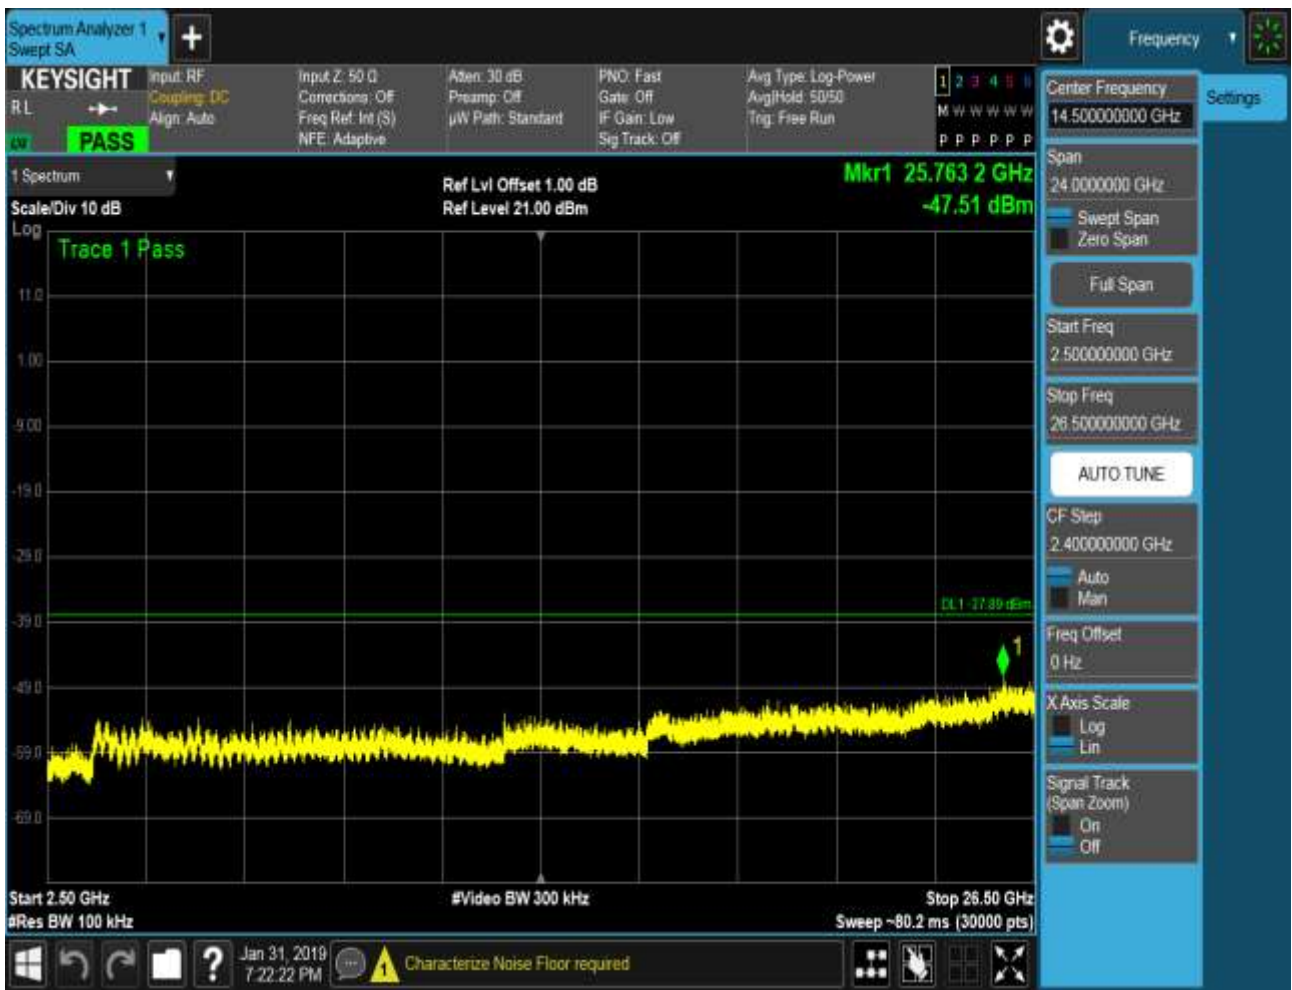 Spectrum Analyzer 1
Swept SA
+
Frequency
KEYSIGHT
R L
PASS
Input: RF
Coupling: DC
Align: Auto
Input Z: 50 Ω
Corrections: Off
Freq Ref: Int (S)
NFE: Adaptive
Atten: 30 dB
Preamp: Off
µW Path: Standard
PNO: Fast
Gate: Off
IF Gain: Low
Sig Track: Off
Avg Type: Log-Power
Avg|Hold: 50/50
Trig: Free Run
1 2 3 4 5 6
M W W W W W
P P P P P P
1 Spectrum
Scale/Div 10 dB
Log
Ref Lvl Offset 1.00 dB
Ref Level 21.00 dBm
Mkr1 25.763 2 GHz
-47.51 dBm
Trace 1 Pass
11.0
1.00
-9.00
-19.0
-29.0
-39.0
-49.0
-59.0
-69.0
1
Start 2.50 GHz
#Res BW 100 kHz
#Video BW 300 kHz
Stop 26.50 GHz
Sweep ~80.2 ms (30000 pts)
Center Frequency
14.500000000 GHz
Settings
Span
24.0000000 GHz
Swept Span
Zero Span
Full Span
Start Freq
2.500000000 GHz
Stop Freq
26.500000000 GHz
AUTO TUNE
CF Step
2.400000000 GHz
Auto
Man
Freq Offset
0 Hz
X Axis Scale
Log
Lin
Signal Track
(Span Zoom)
On
Off
?
Jan 31, 2019
7:22:22 PM
1
Characterize Noise Floor required